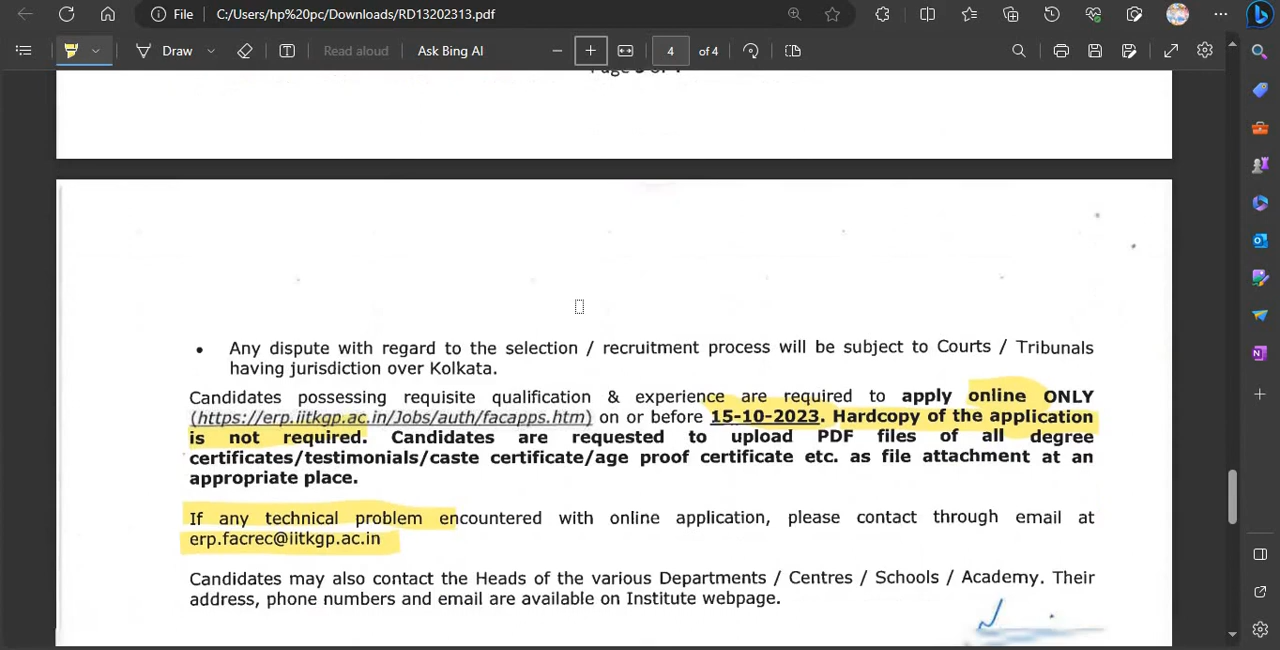 File C:/Users/hp%20pc/Downloads/RD13202313.pdf
Draw Read aloud Ask Bing AI 4 of 4
• Any dispute with regard to the selection / recruitment process will be subject to Courts / Tribunals
having jurisdiction over Kolkata.
Candidates possessing requisite qualification & experience are required to apply online ONLY
(https://erp.iitkgp.ac.in/Jobs/auth/facapps.htm) on or before 15-10-2023. Hardcopy of the application
is not required. Candidates are requested to upload PDF files of all degree
certificates/testimonials/caste certificate/age proof certificate etc. as file attachment at an
appropriate place.
If any technical problem encountered with online application, please contact through email at
erp.facrec@iitkgp.ac.in
Candidates may also contact the Heads of the various Departments / Centres / Schools / Academy. Their
address, phone numbers and email are available on Institute webpage.